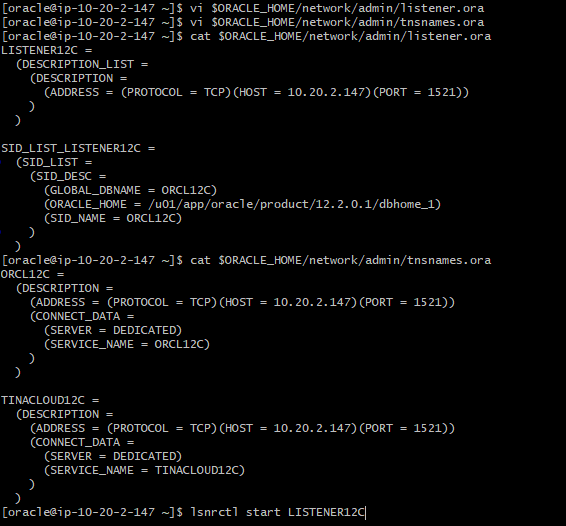 [oracle@ip-10-20-2-147 ~]$ vi $ORACLE_HOME/network/admin/listener.ora
[oracle@ip-10-20-2-147 ~]$ vi $ORACLE_HOME/network/admin/tnsnames.ora
[oracle@ip-10-20-2-147 ~]$ cat $ORACLE_HOME/network/admin/listener.ora
LISTENER12C =
  (DESCRIPTION_LIST =
    (DESCRIPTION =
      (ADDRESS = (PROTOCOL = TCP)(HOST = 10.20.2.147)(PORT = 1521))
    )
  )

SID_LIST_LISTENER12C =
  (SID_LIST =
    (SID_DESC =
      (GLOBAL_DBNAME = ORCL12C)
      (ORACLE_HOME = /u01/app/oracle/product/12.2.0.1/dbhome_1)
      (SID_NAME = ORCL12C)
    )
  )
[oracle@ip-10-20-2-147 ~]$ cat $ORACLE_HOME/network/admin/tnsnames.ora
ORCL12C =
  (DESCRIPTION =
    (ADDRESS = (PROTOCOL = TCP)(HOST = 10.20.2.147)(PORT = 1521))
    (CONNECT_DATA =
      (SERVER = DEDICATED)
      (SERVICE_NAME = ORCL12C)
    )
  )

TINACLOUD12C =
  (DESCRIPTION =
    (ADDRESS = (PROTOCOL = TCP)(HOST = 10.20.2.147)(PORT = 1521))
    (CONNECT_DATA =
      (SERVER = DEDICATED)
      (SERVICE_NAME = TINACLOUD12C)
    )
  )
[oracle@ip-10-20-2-147 ~]$ lsnrctl start LISTENER12C